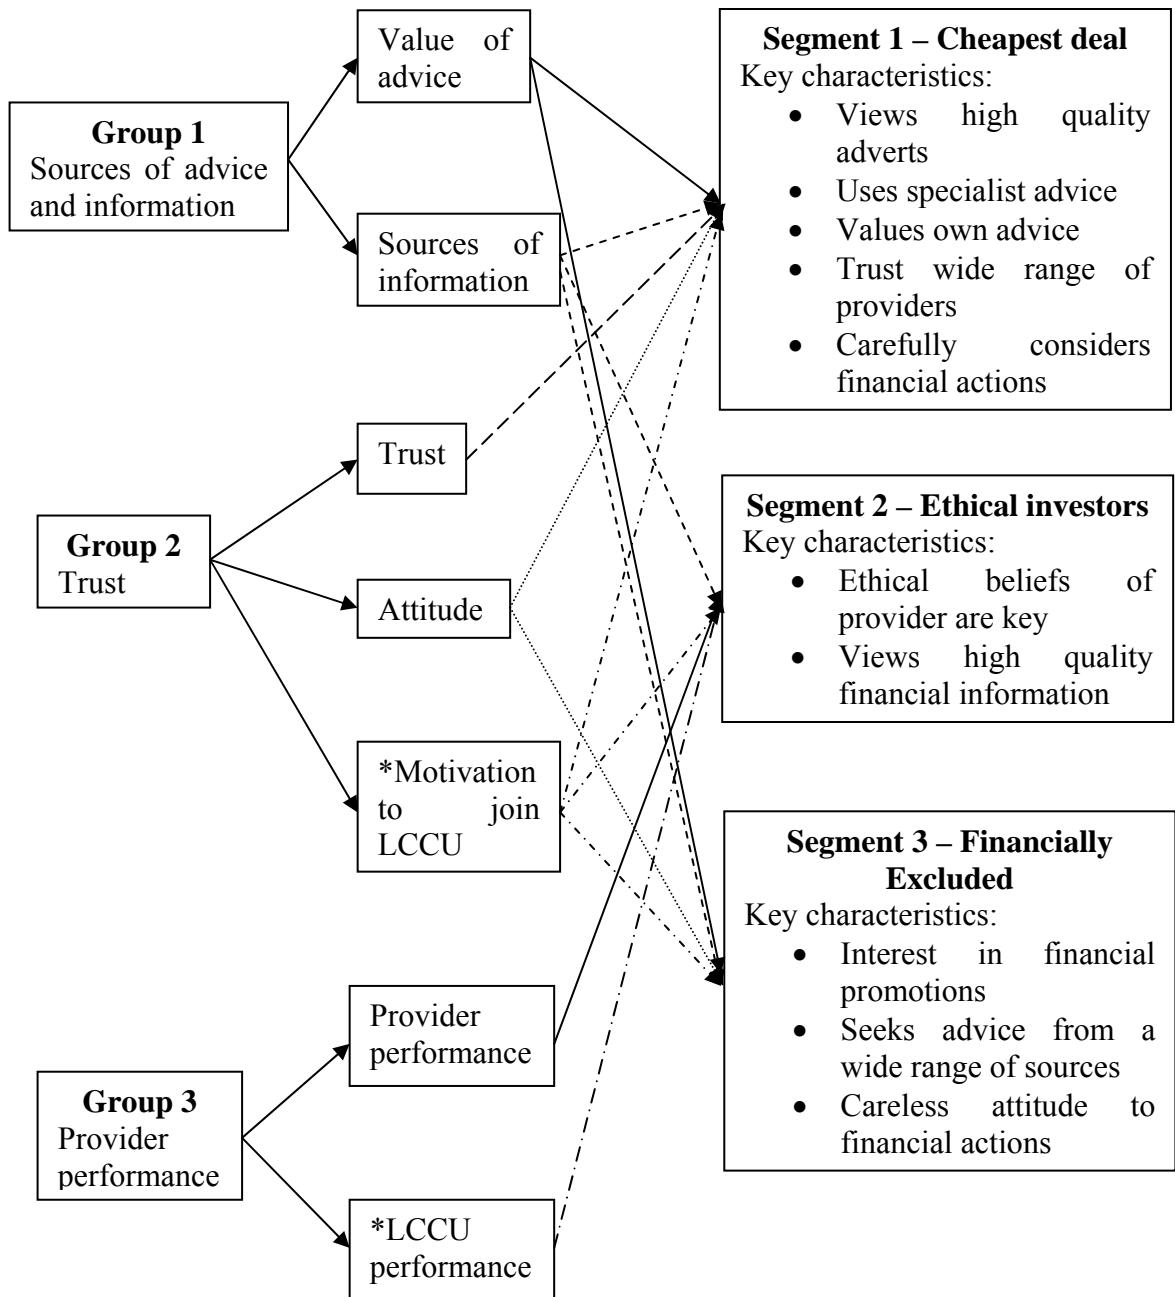 Group 1
Sources of advice
and information
Value of
advice
Sources of
information
Group 2
Trust
Trust
Attitude
*Motivation
to join
LCCU
Group 3
Provider
performance
Provider
performance
*LCCU
performance
Segment 1 – Cheapest deal
Key characteristics:
• Views high quality
adverts
• Uses specialist advice
• Values own advice
• Trust wide range of
providers
• Carefully considers
financial actions
Segment 2 – Ethical investors
Key characteristics:
• Ethical beliefs of
provider are key
• Views high quality
financial information
Segment 3 – Financially
Excluded
Key characteristics:
• Interest in financial
promotions
• Seeks advice from a
wide range of sources
• Careless attitude to
financial actions